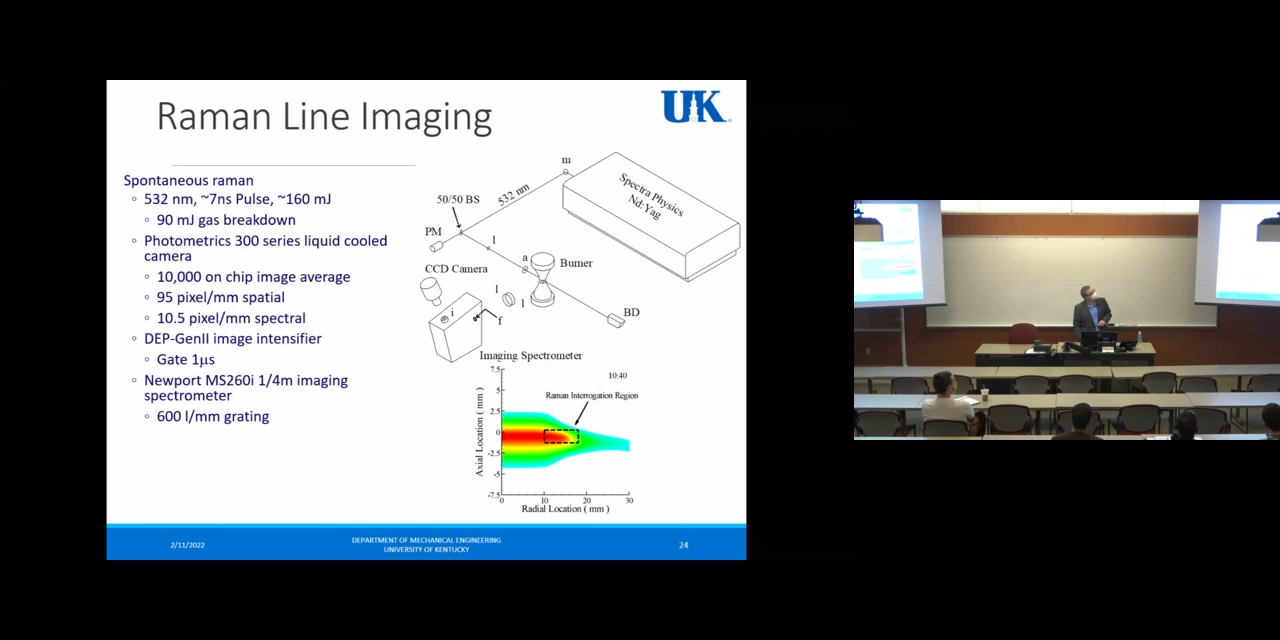 Raman Line Imaging
UK
Spontaneous raman
532 nm, ~7ns Pulse, ~160 mJ
90 mJ gas breakdown
Photometrics 300 series liquid cooled
camera
10,000 on chip image average
95 pixel/mm spatial
10.5 pixel/mm spectral
DEP-GenII image intensifier
Gate 1μs
Newport MS260i 1/4m imaging
spectrometer
600 l/mm grating
m
Spectra Physics
Nd:Yag
532 nm
50/50 BS
PM
l
a
Burner
CCD Camera
l
l
i
f
BD
Imaging Spectrometer
10:40
Raman Interrogation Region
Axial Location ( mm )
7.5
5
2.5
0
-2.5
-5
-7.5
0
10
20
30
Radial Location ( mm )
2/11/2022
DEPARTMENT OF MECHANICAL ENGINEERING
UNIVERSITY OF KENTUCKY
24